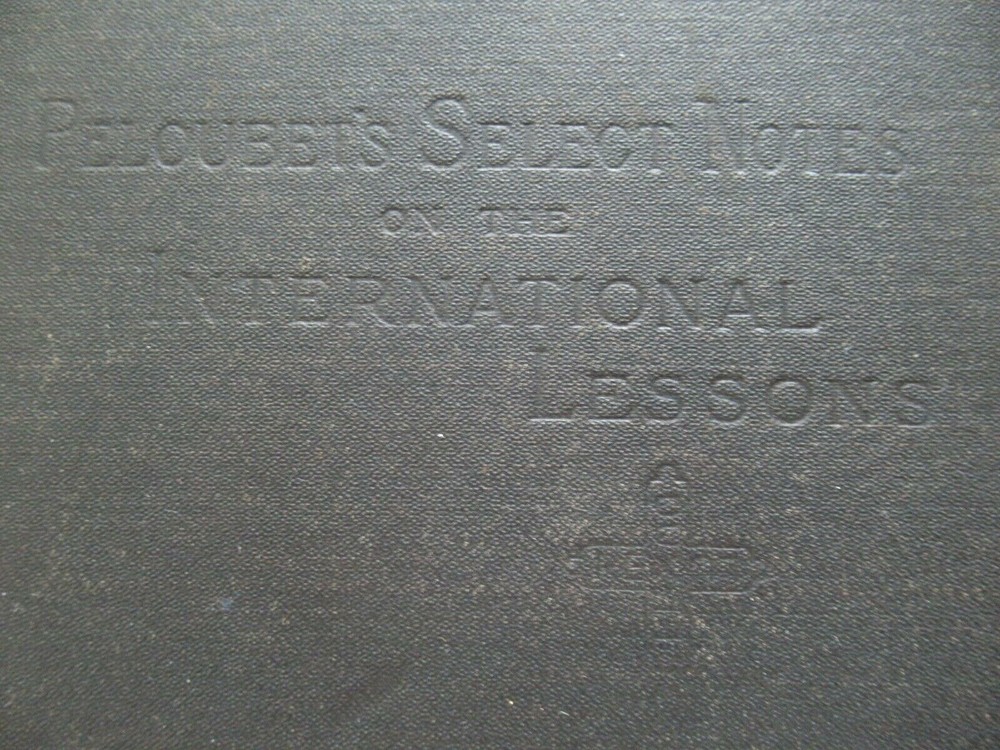 PELOUBET'S SELECT NOTES
ON THE
INTERNATIONAL
LESSONS